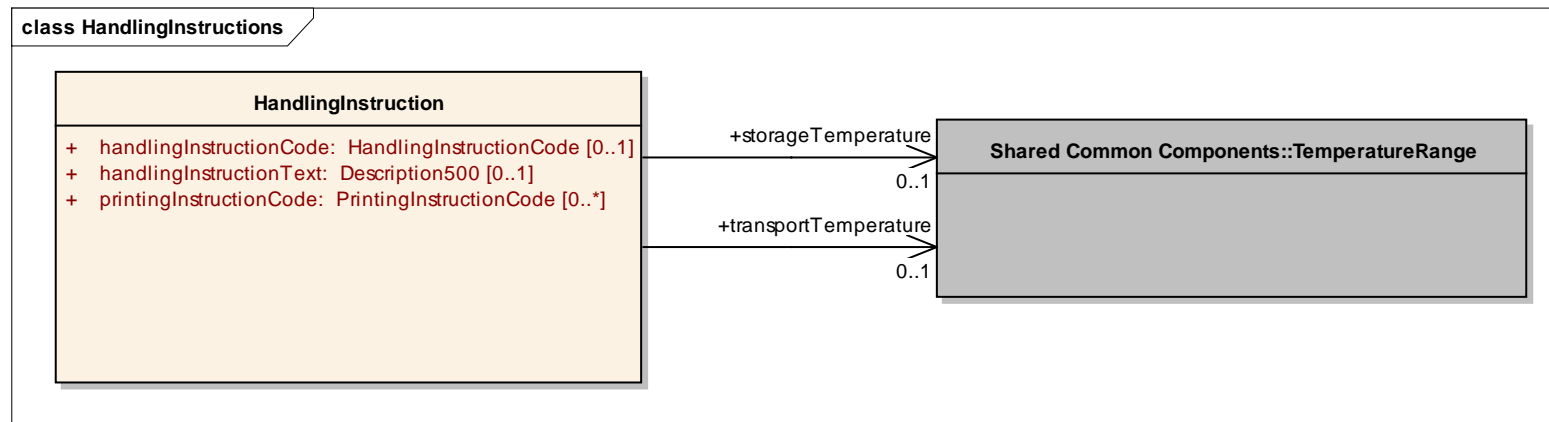 class HandlingInstructions
HandlingInstruction
+ handlingInstructionCode: HandlingInstructionCode [0..1]
+ handlingInstructionText: Description500 [0..1]
+ printingInstructionCode: PrintingInstructionCode [0..*]
+storageTemperature
0..1
+transportTemperature
0..1
Shared Common Components::TemperatureRange